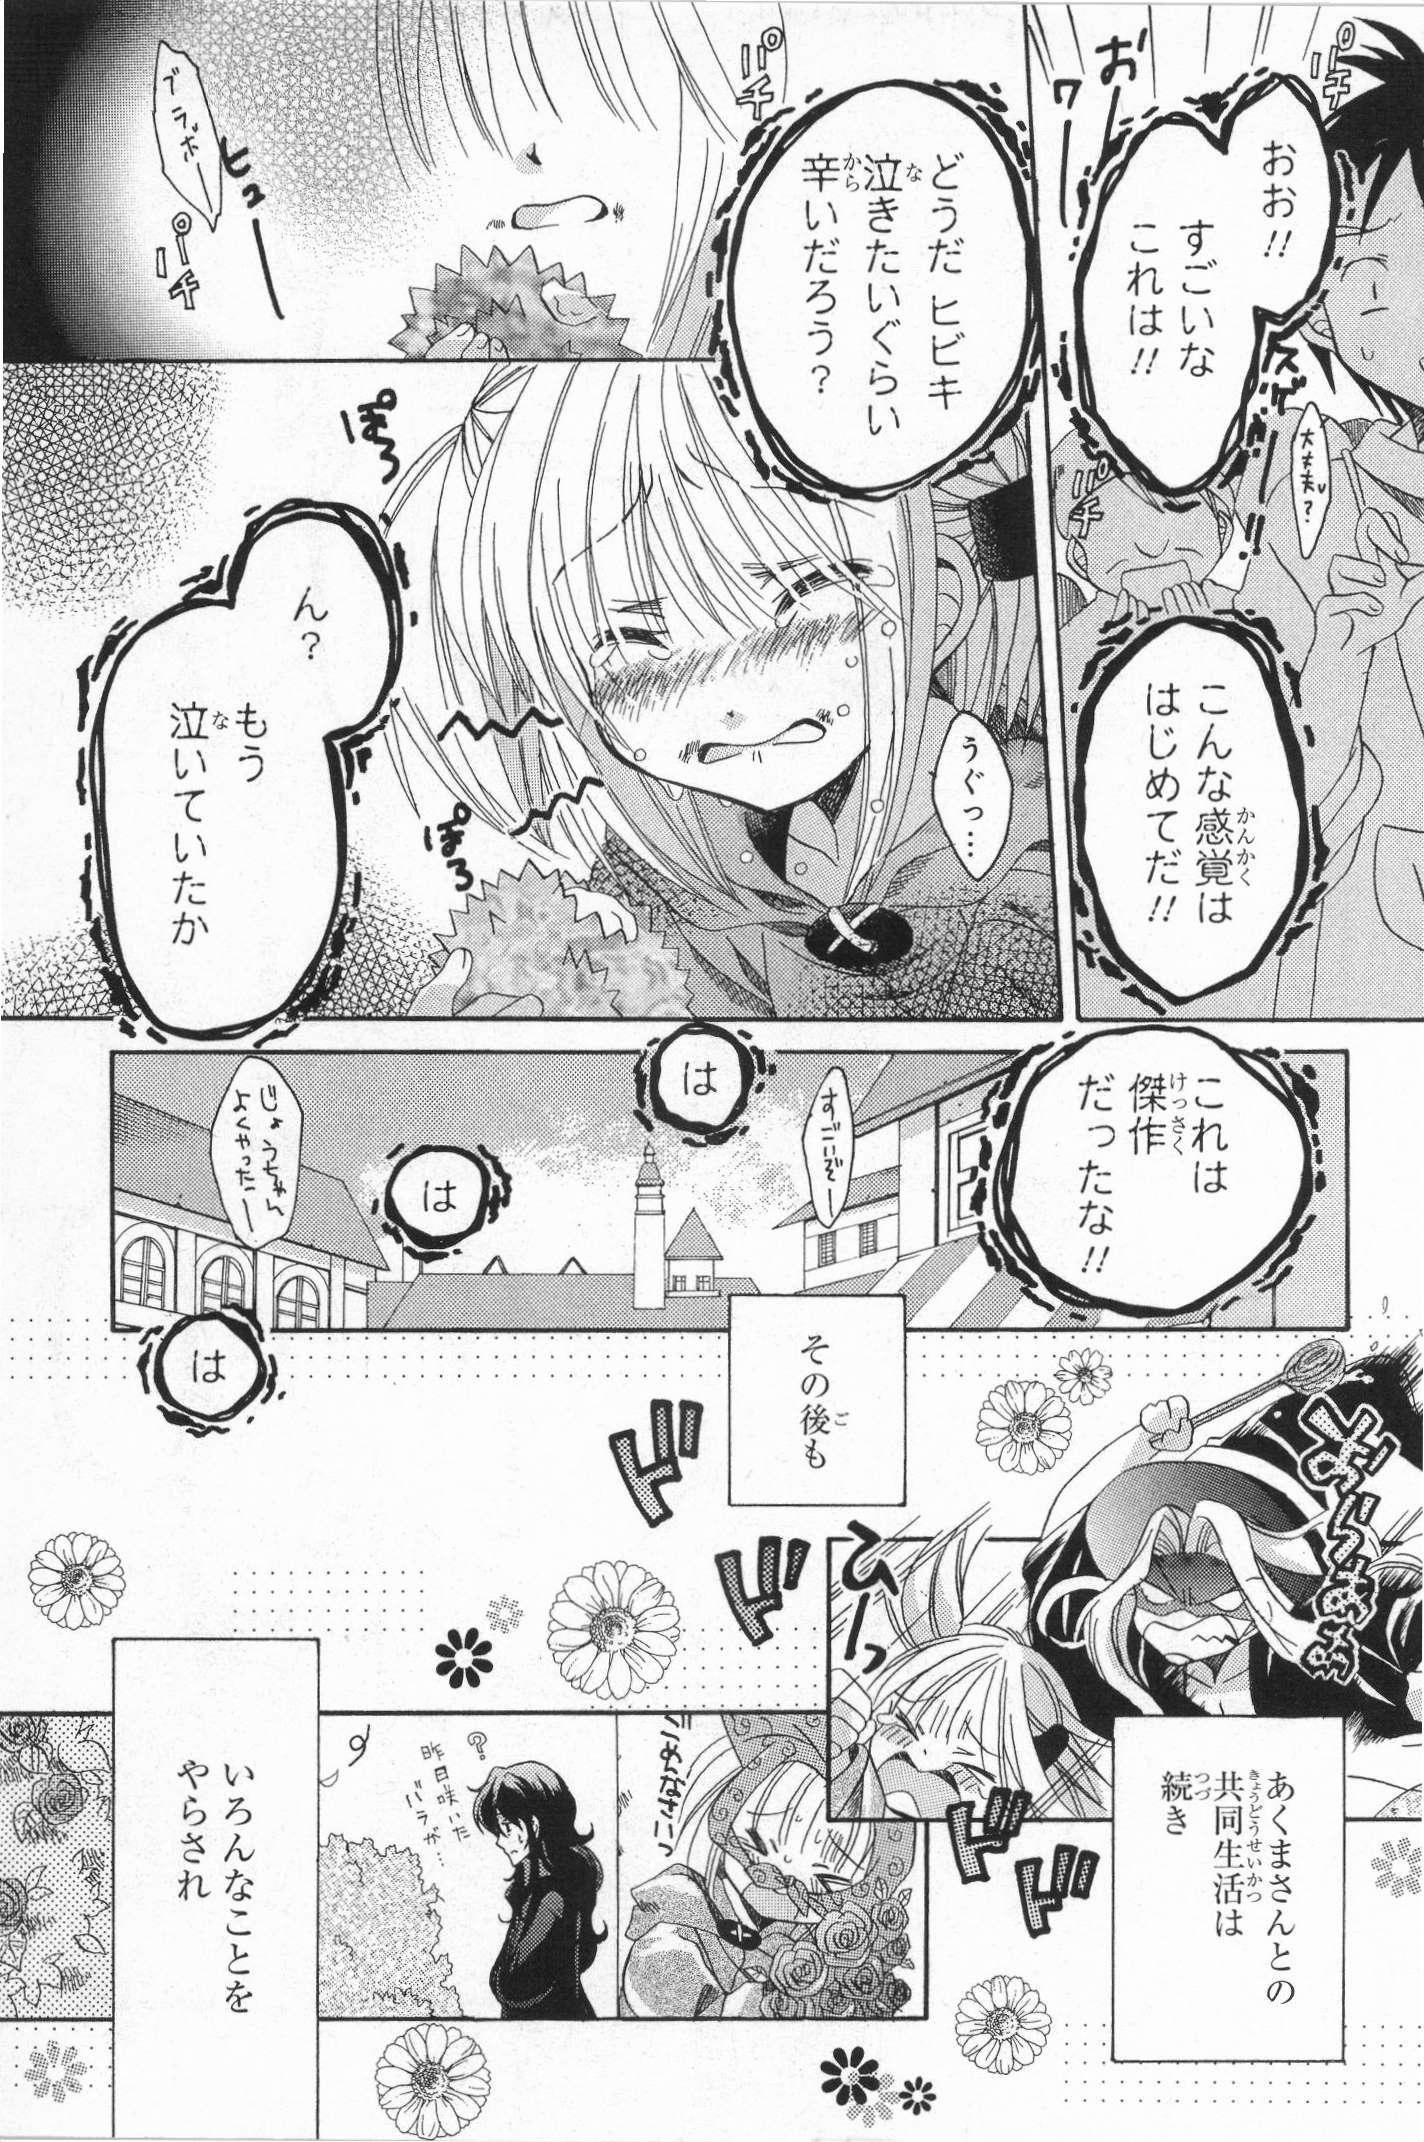 おお!!
すごいな
これは!!
お
ワー
パチ
スゲー!!
大丈夫?
パチ
こんな感覚は
はじめてだ!!
どうだ ヒビキ
泣きたいぐらい
辛いだろう?
パチ
ブラボー
ヒュー
パチ
うぐっ…
ぽろ
ぽろ
ん?
もう
泣いていたか
これは
傑作
だったな!!
すごいぞー
は
は
は
じょうちゃん
よくやったー
その後も
ドド
ひーっ
ドド
あくまさんとの
共同生活は
続き
ごめんなさいっ
?
昨日咲いた
バラが…
いろんなことを
やらされ